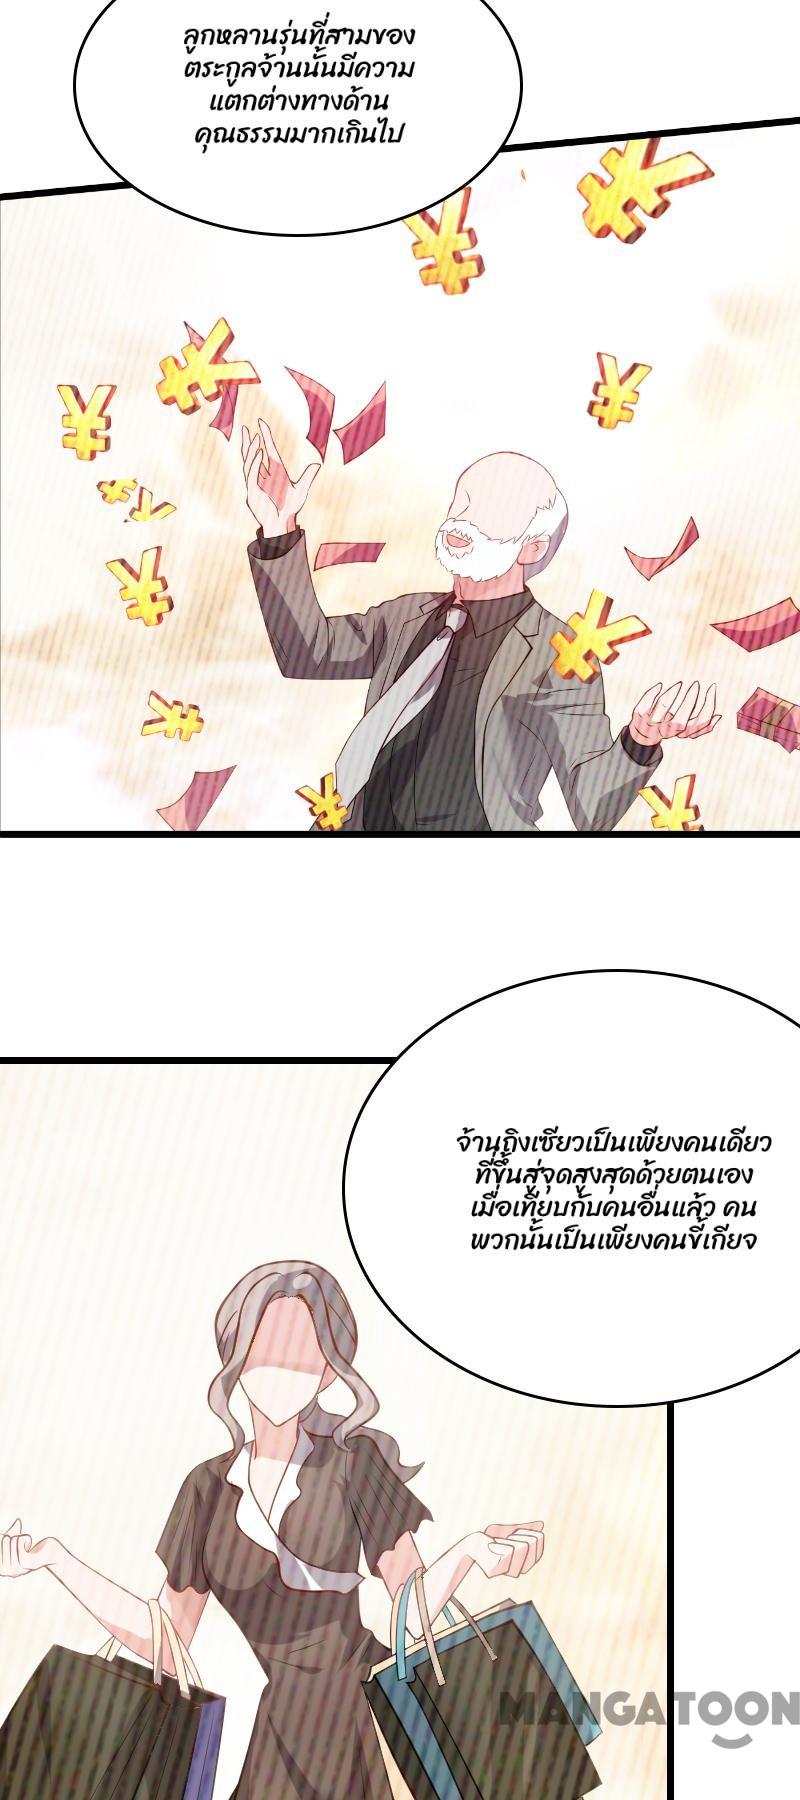 ลูกหลานรุ่นที่สามของ
ตระกูลจ้านนั้นมีความ
แตกต่างทางด้าน
คุณธรรมมากเกินไป
จ้านถิงเซียวเป็นเพียงคนเดียว
ที่ขึ้นสู่จุดสูงสุดด้วยตนเอง
เมื่อเทียบกับคนอื่นแล้ว คน
พวกนั้นเป็นเพียงคนขี้เกียจ
MANGATOON